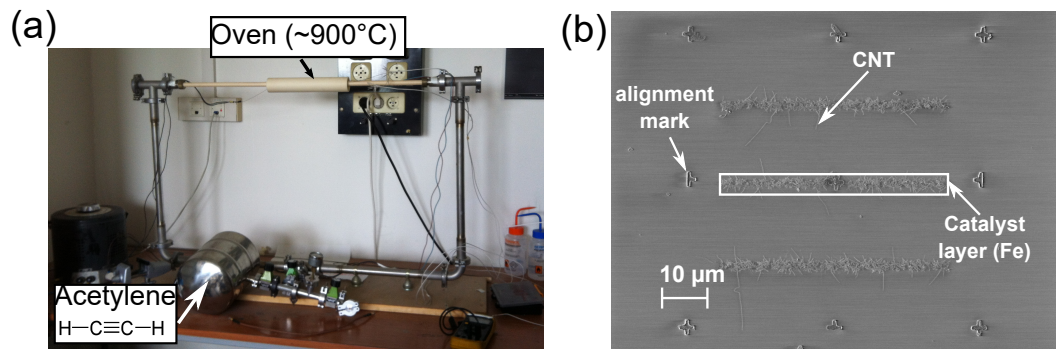 (a)
Oven (~900°C)
Acetylene
H—C≡C—H
(b)
CNT
alignment
mark
Catalyst
layer (Fe)
10 μm